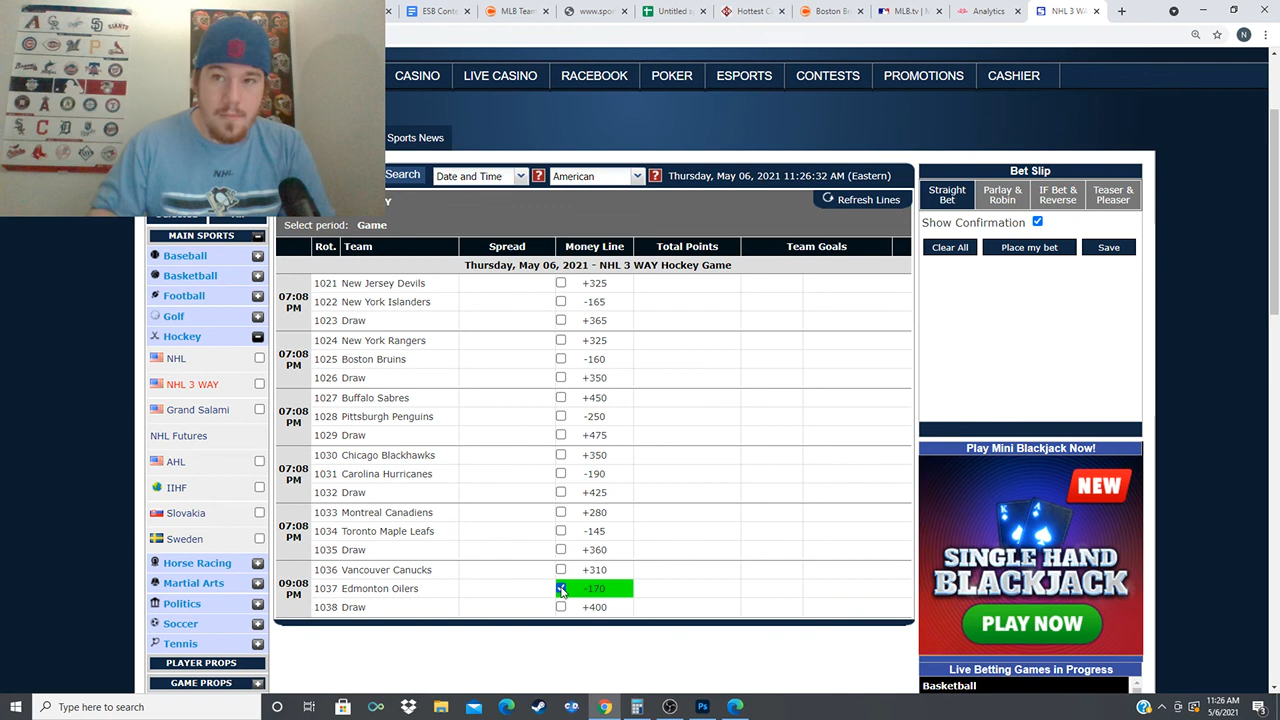 ESB Conte
MLB Team
www.spor
Untitled s
Hottest C
Boston Br
MLB.tv | M
Analytics
NHL 3 WA
CASINO LIVE CASINO RACEBOOK POKER ESPORTS CONTESTS PROMOTIONS CASHIER
Sports News
Search Date and Time American Thursday, May 06, 2021 11:26:32 AM (Eastern)
Refresh Lines
Select period: Game
Rot. Team Spread Money Line Total Points Team Goals
Thursday, May 06, 2021 - NHL 3 WAY Hockey Game
07:08 PM
1021 New Jersey Devils +325
1022 New York Islanders -165
1023 Draw +365
07:08 PM
1024 New York Rangers +325
1025 Boston Bruins -160
1026 Draw +350
07:08 PM
1027 Buffalo Sabres +450
1028 Pittsburgh Penguins -250
1029 Draw +475
07:08 PM
1030 Chicago Blackhawks +350
1031 Carolina Hurricanes -190
1032 Draw +425
07:08 PM
1033 Montreal Canadiens +280
1034 Toronto Maple Leafs -145
1035 Draw +360
09:08 PM
1036 Vancouver Canucks +310
1037 Edmonton Oilers -170
1038 Draw +400
MAIN SPORTS
Baseball
Basketball
Football
Golf
Hockey
NHL
NHL 3 WAY
Grand Salami
NHL Futures
AHL
IIHF
Slovakia
Sweden
Horse Racing
Martial Arts
Politics
Soccer
Tennis
PLAYER PROPS
GAME PROPS
Bet Slip
Straight Bet
Parlay & Robin
IF Bet & Reverse
Teaser & Pleaser
Show Confirmation
Clear All Place my bet Save
Play Mini Blackjack Now!
NEW
SINGLE HAND
BLACKJACK
PLAY NOW
Live Betting Games in Progress
Basketball
Type here to search
11:26 AM
5/6/2021